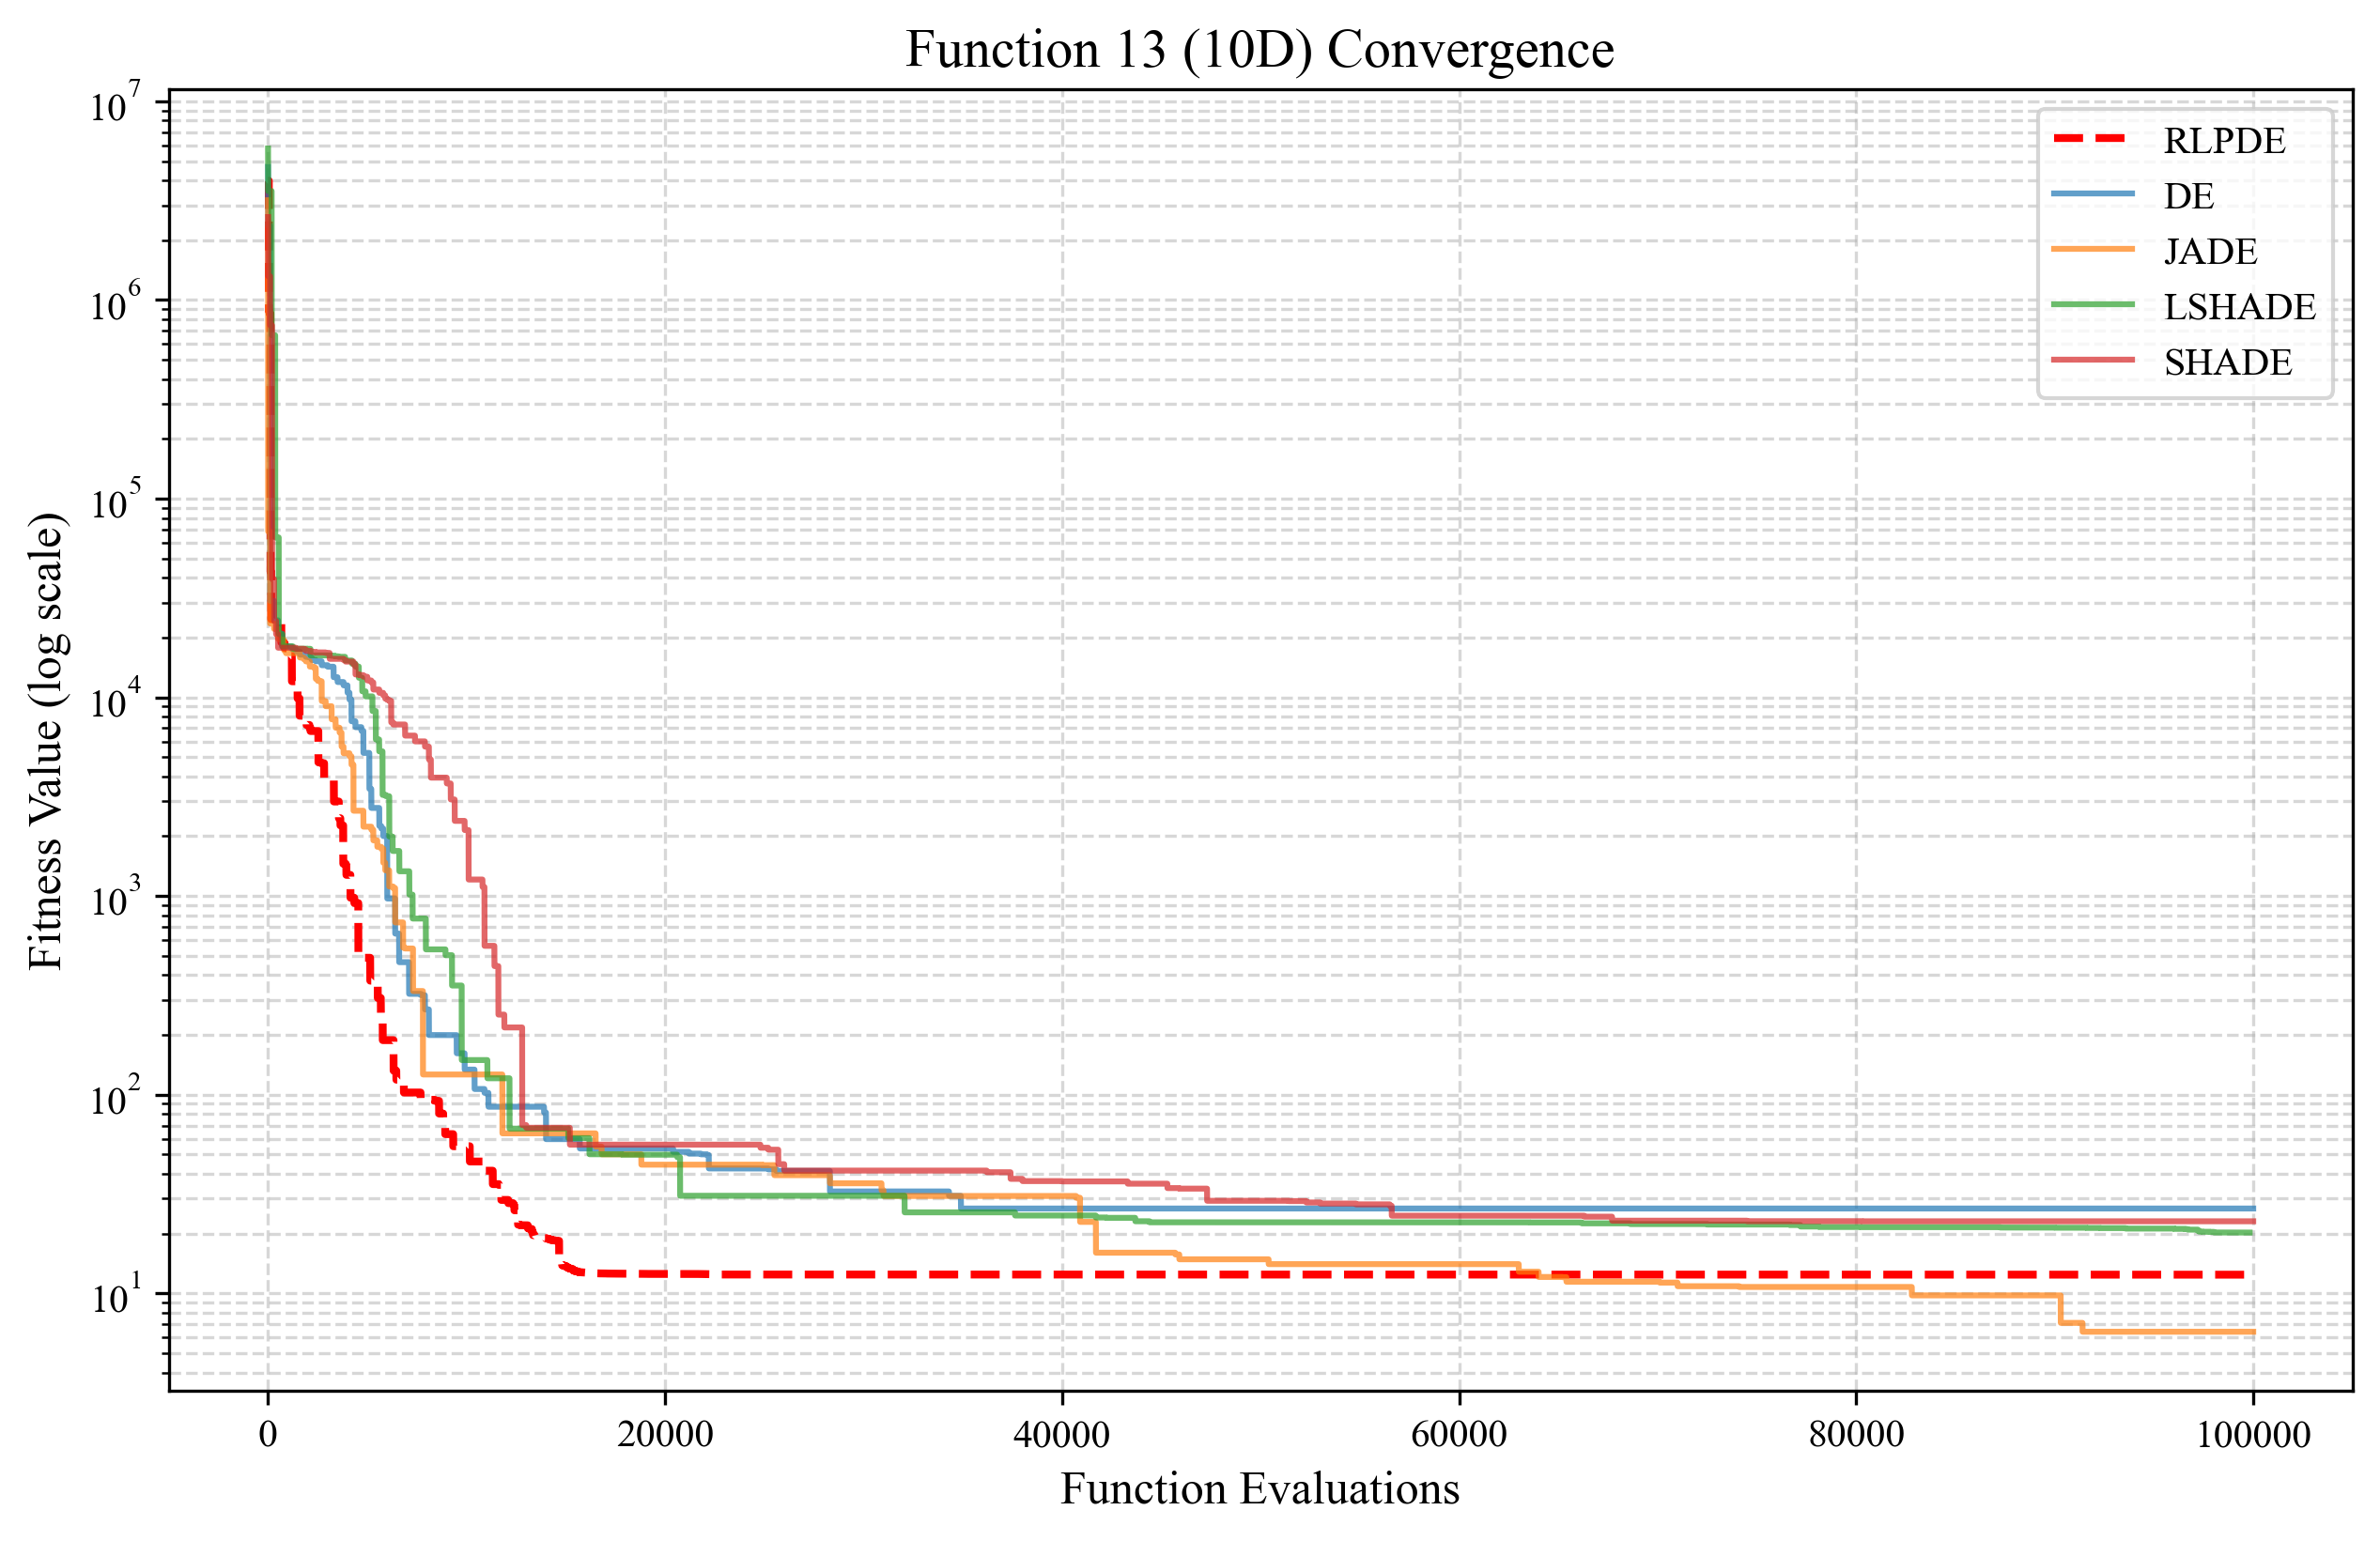 Function 13 (10D) Convergence
Fitness Value (log scale)
10^7
10^6
10^5
10^4
10^3
10^2
10^1
RLPDE
DE
JADE
LSHADE
SHADE
0 20000 40000 60000 80000 100000
Function Evaluations